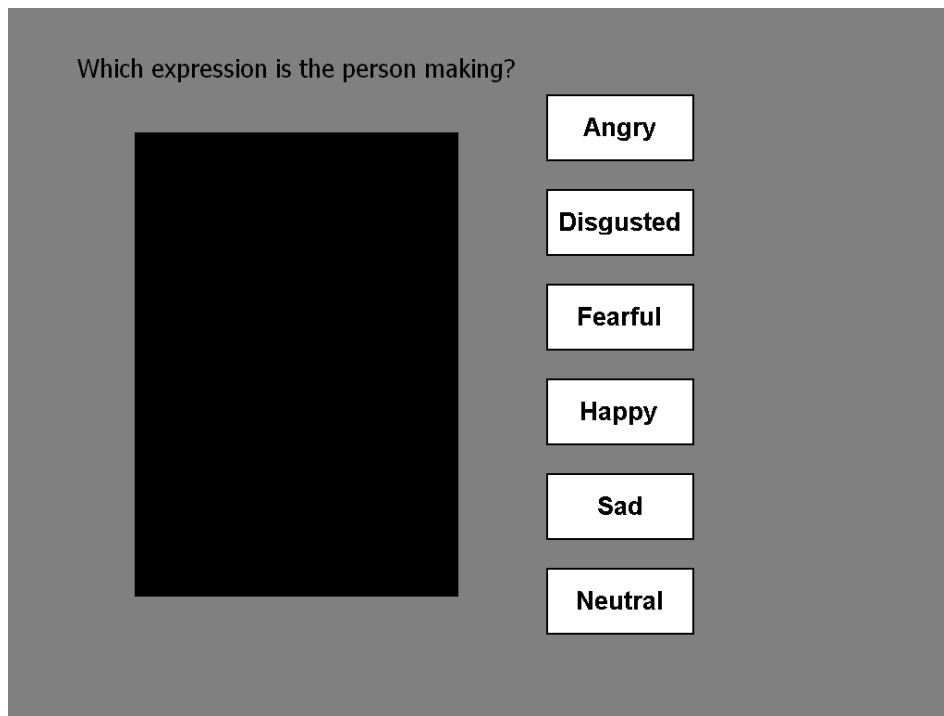 Which expression is the person making?
Angry
Disgusted
Fearful
Happy
Sad
Neutral